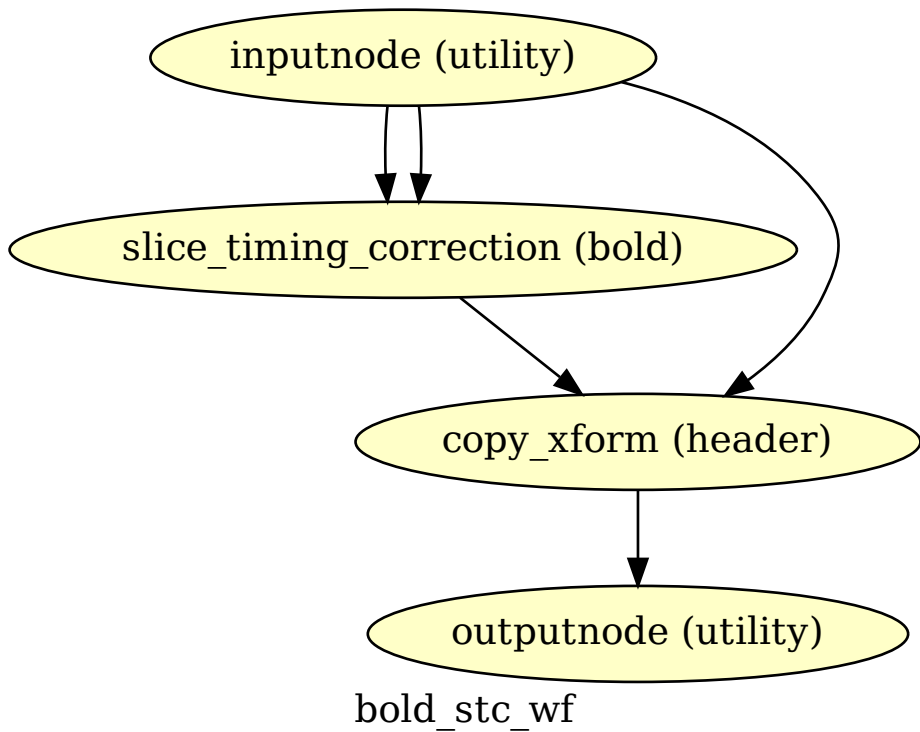 inputnode (utility)
slice_timing_correction (bold)
copy_xform (header)
outputnode (utility)
bold_stc_wf